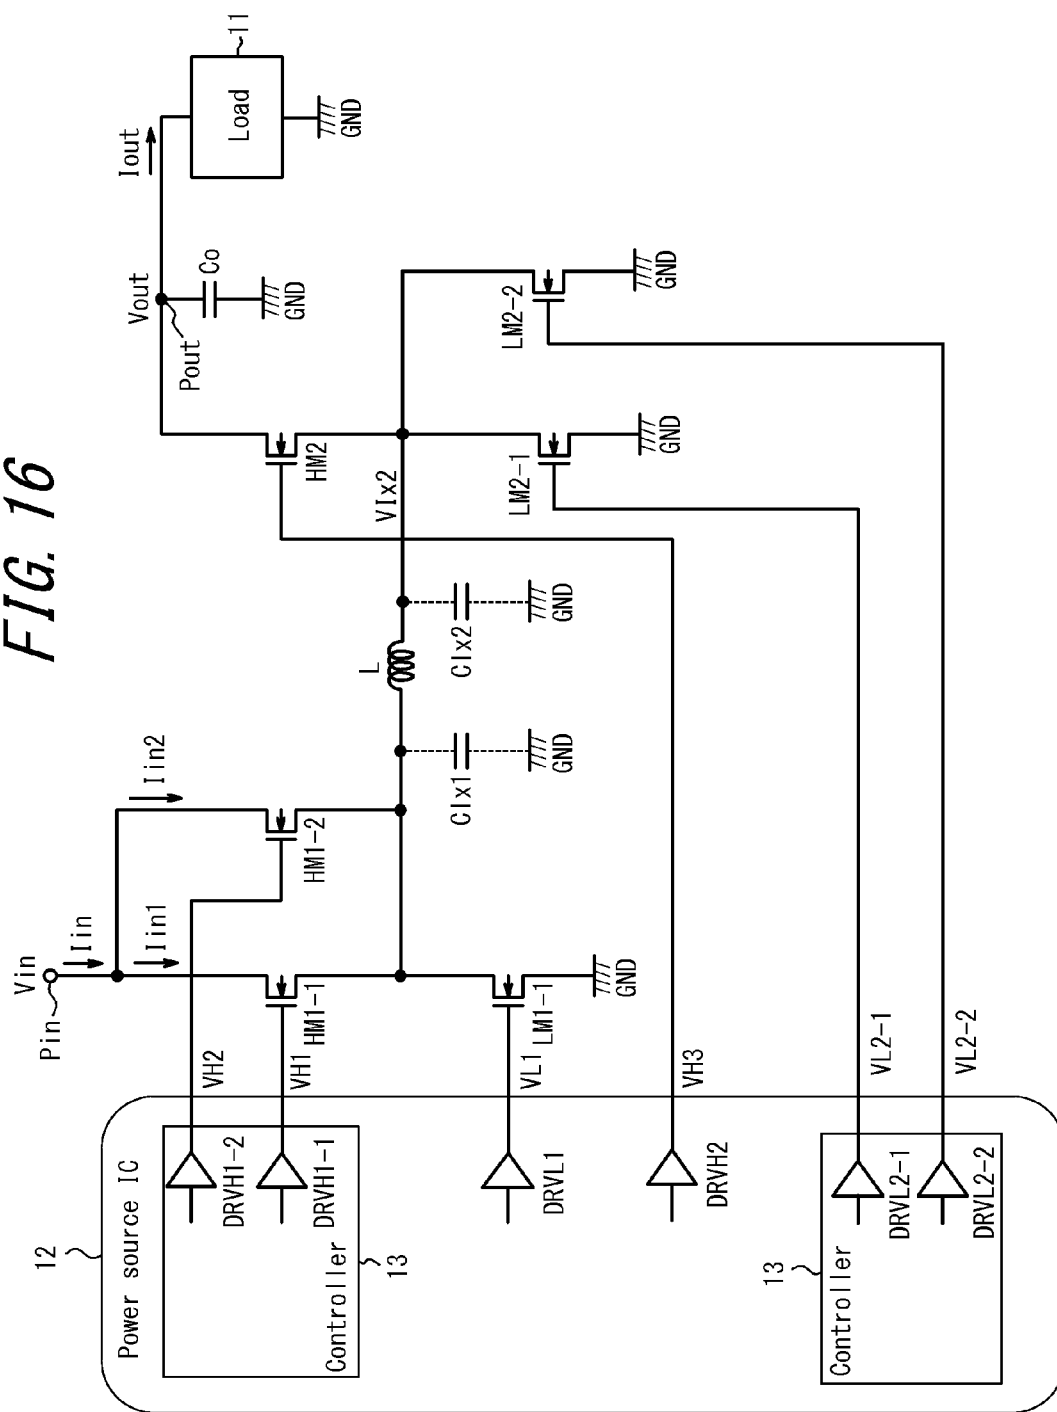 FIG. 16
Vin
Pin
Iin
Iin1
Iin2
Vout
Pout
Iout
11
Load
GND
Co
GND
12
Power source IC
VH2
DRVH1-2
HM1-2
VH1
DRVH1-1
HM1-1
Controller
13
L
VIx2
HM2
LM2-2
GND
LM2-1
GND
CIx1
GND
CIx2
GND
VL1
DRVL1
LM1-1
GND
VH3
DRVH2
13
Controller
VL2-1
DRVL2-1
VL2-2
DRVL2-2